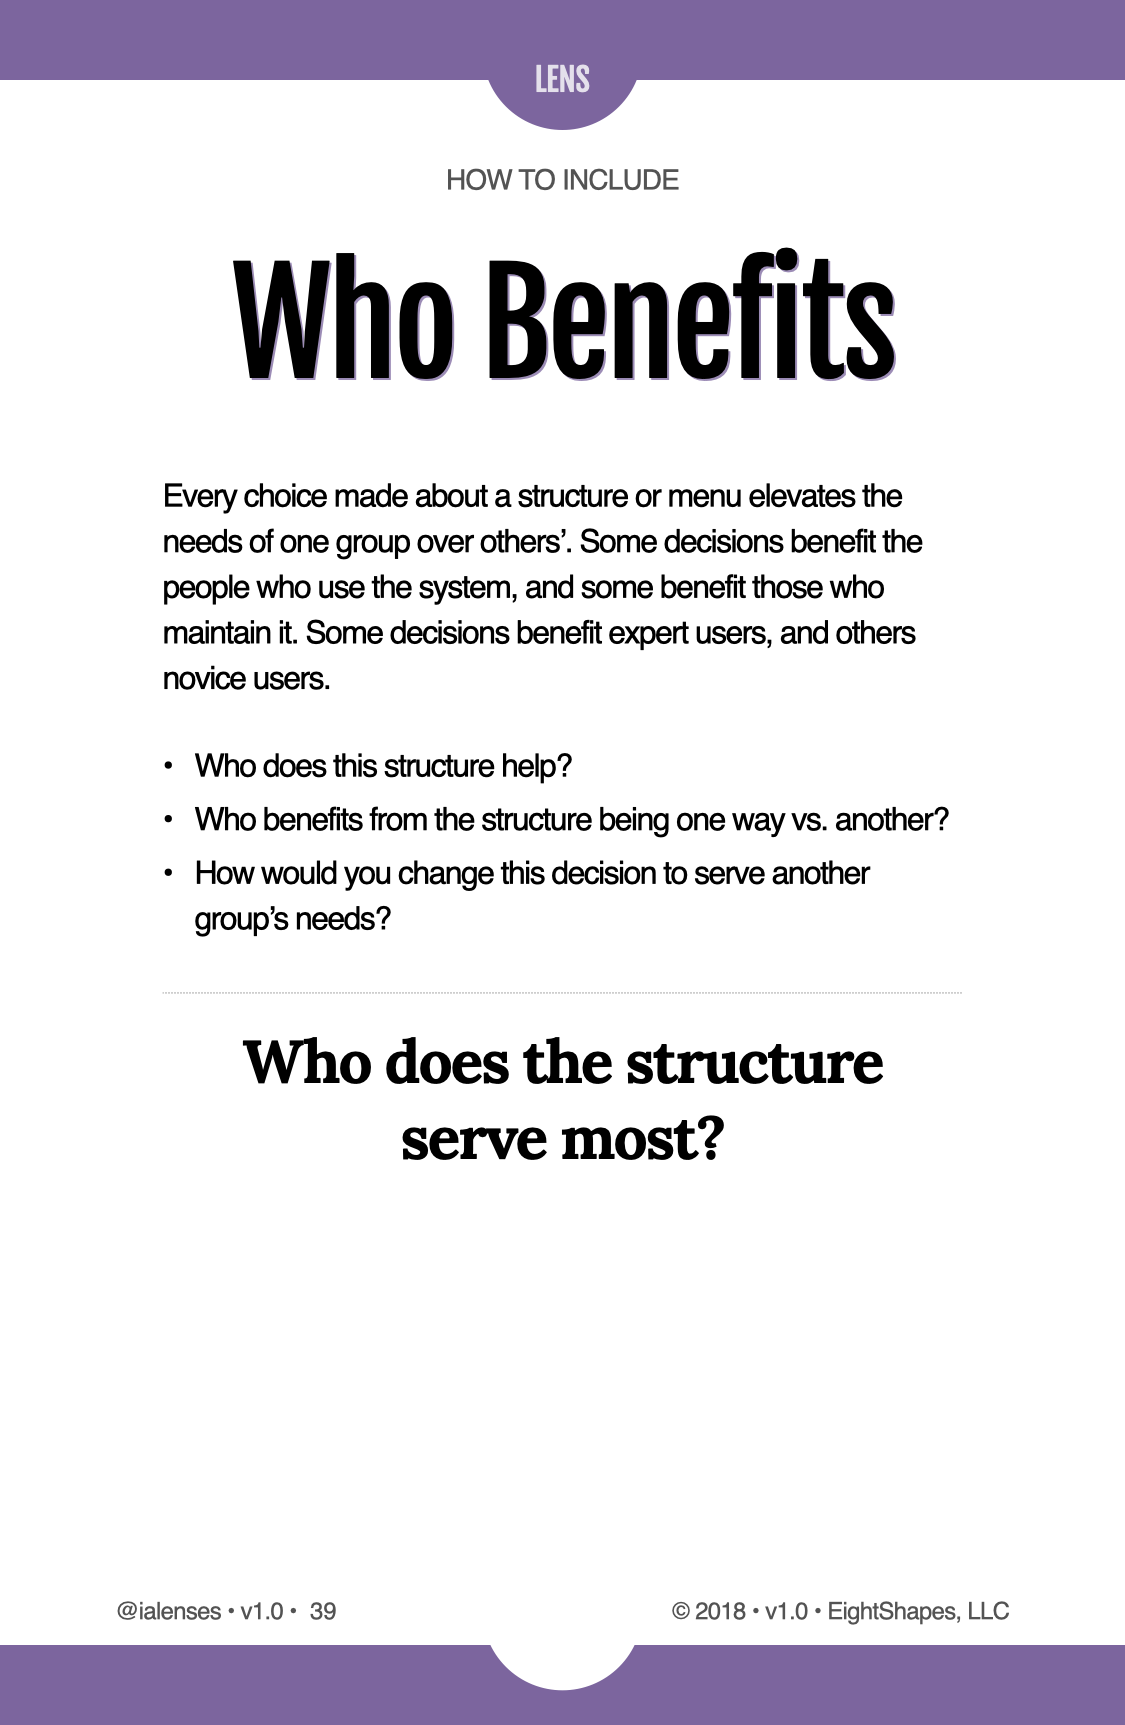 LENS
HOW TO INCLUDE
Who Benefits
Every choice made about a structure or menu elevates the
needs of one group over others’. Some decisions benefit the
people who use the system, and some benefit those who
maintain it. Some decisions benefit expert users, and others
novice users.
• Who does this structure help?
• Who benefits from the structure being one way vs. another?
• How would you change this decision to serve another
group’s needs?
Who does the structure
serve most?
@ialenses • v1.0 • 39
© 2018 • v1.0 • EightShapes, LLC